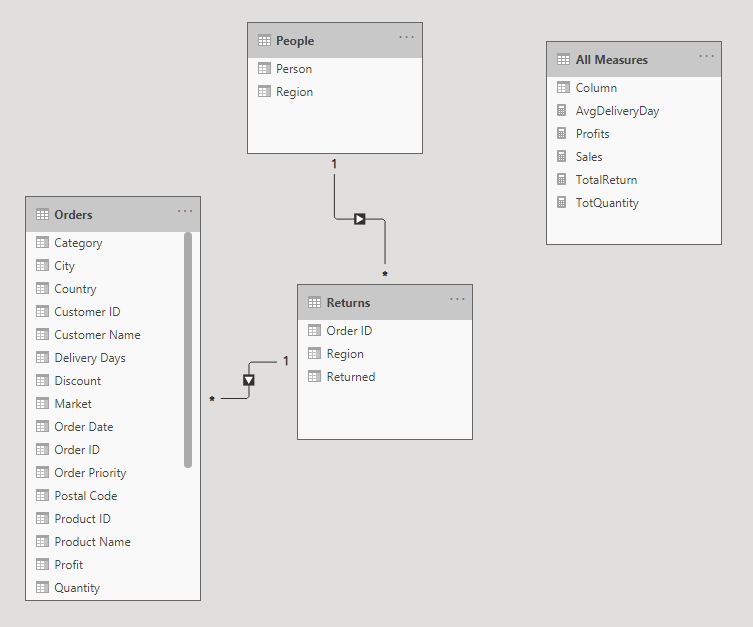 People
Person
Region
1
*
All Measures
Column
AvgDeliveryDay
Profits
Sales
TotalReturn
TotQuantity
Orders
Category
City
Country
Customer ID
Customer Name
Delivery Days
Discount
Market
Order Date
Order ID
Order Priority
Postal Code
Product ID
Product Name
Profit
Quantity
*
1
Returns
Order ID
Region
Returned